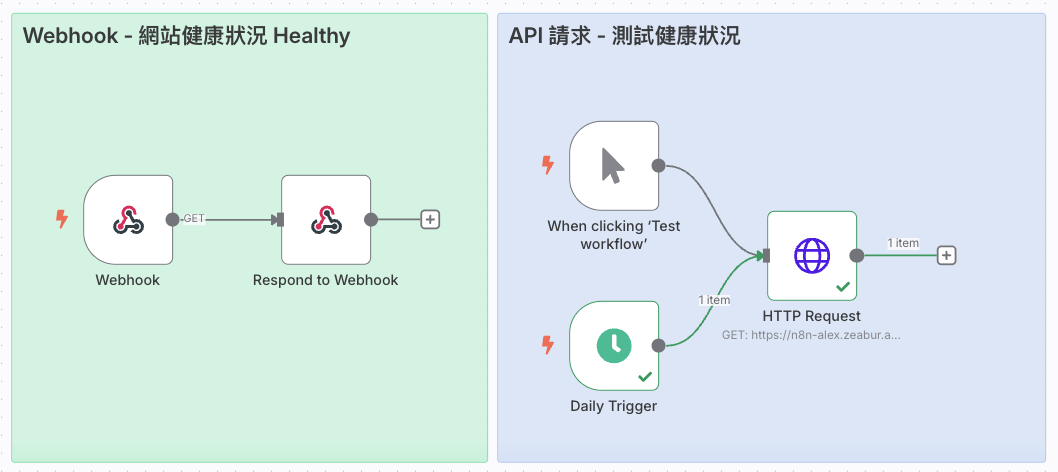 Webhook - 網站健康狀況 Healthy
GET
Webhook
Respond to Webhook
API 請求 - 測試健康狀況
When clicking ‘Test
workflow’
1 item
1 item
HTTP Request
GET: https://n8n-alex.zeabur.a...
Daily Trigger